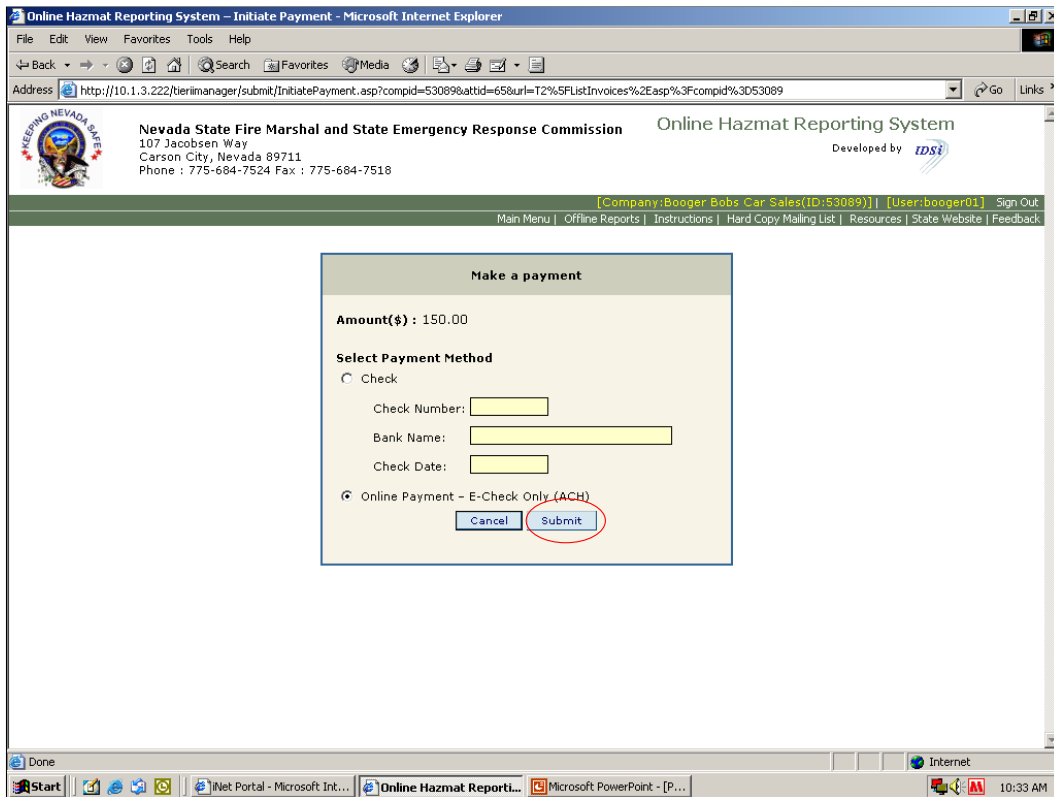 Online Hazmat Reporting System – Initiate Payment - Microsoft Internet Explorer
File Edit View Favorites Tools Help
Back Search Favorites Media
Address http://10.1.3.222/tieriimanager/submit/InitiatePayment.asp?compid=53089&attid=65&url=T2%5FListInvoices%2Easp%3Fcompid%3D53089 Go Links
KEEPING NEVADA SAFE
Nevada State Fire Marshal and State Emergency Response Commission
107 Jacobsen Way
Carson City, Nevada 89711
Phone : 775-684-7524 Fax : 775-684-7518
Online Hazmat Reporting System
Developed by IDSi
[Company:Booger Bobs Car Sales(ID:53089)] | [User:booger01] Sign Out
Main Menu | Offline Reports | Instructions | Hard Copy Mailing List | Resources | State Website | Feedback
Make a payment
Amount($) : 150.00
Select Payment Method
Check
Check Number:
Bank Name:
Check Date:
Online Payment – E-Check Only (ACH)
Cancel Submit
Done Internet
Start iNet Portal - Microsoft Int... Online Hazmat Reporti... Microsoft PowerPoint - [P... 10:33 AM